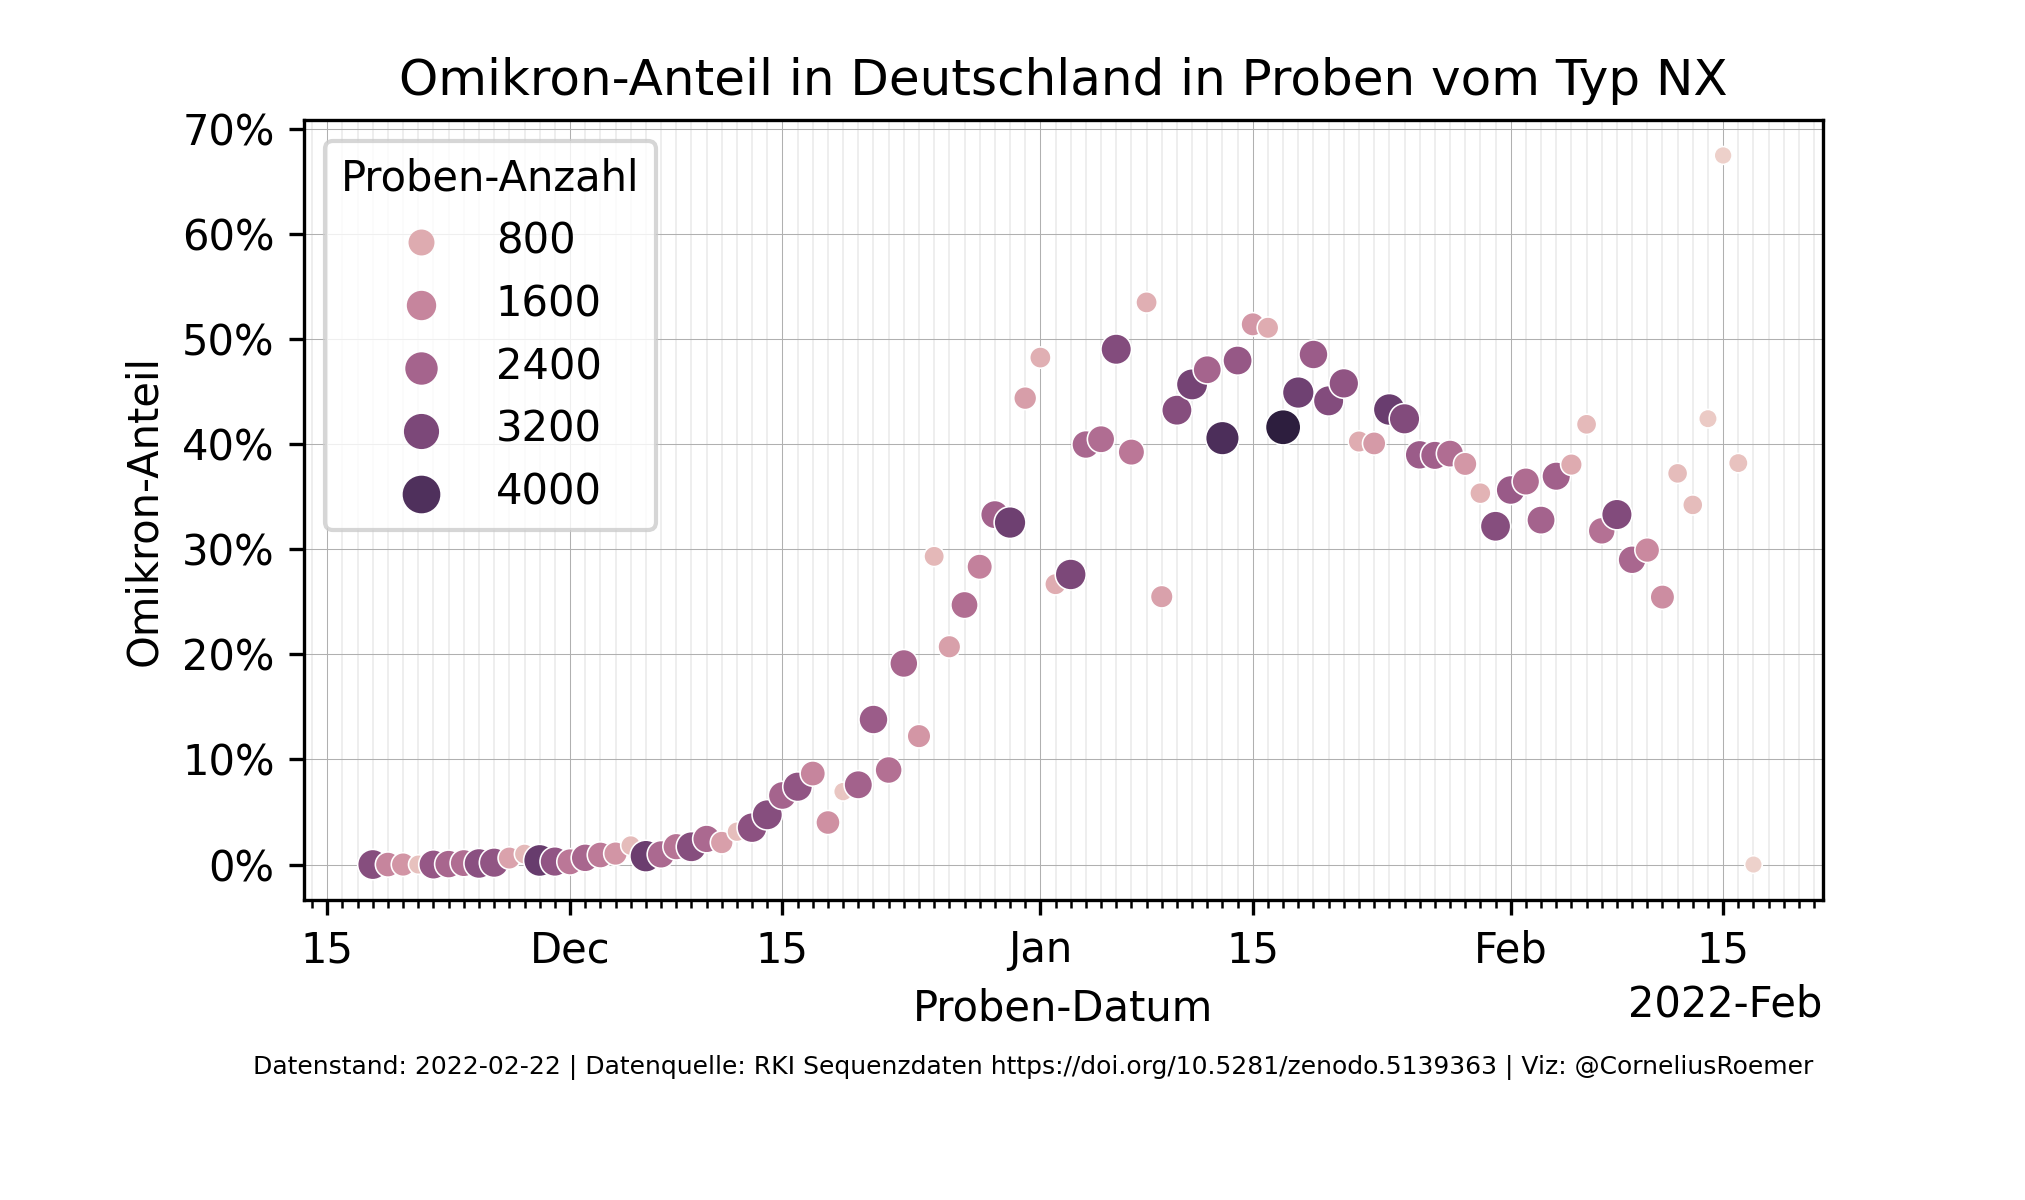 Omikron-Anteil in Deutschland in Proben vom Typ NX
70%
60%
50%
40%
30%
20%
10%
0%
Omikron-Anteil
Proben-Anzahl
800
1600
2400
3200
4000
15 Dec 15 Jan 15 Feb 15
2022-Feb
Proben-Datum
Datenstand: 2022-02-22 | Datenquelle: RKI Sequenzdaten https://doi.org/10.5281/zenodo.5139363 | Viz: @CorneliusRoemer